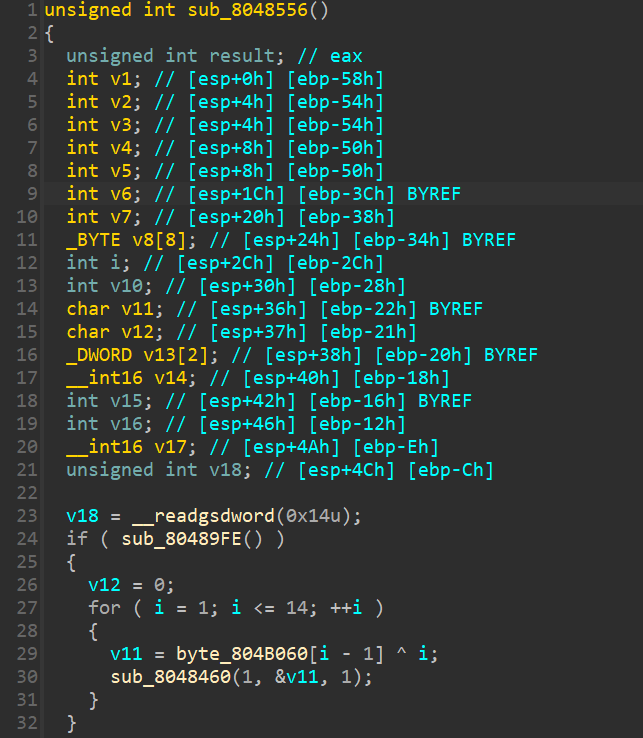 1 unsigned int sub_8048556()
2 {
3 unsigned int result; // eax
4 int v1; // [esp+0h] [ebp-58h]
5 int v2; // [esp+4h] [ebp-54h]
6 int v3; // [esp+4h] [ebp-54h]
7 int v4; // [esp+8h] [ebp-50h]
8 int v5; // [esp+8h] [ebp-50h]
9 int v6; // [esp+1Ch] [ebp-3Ch] BYREF
10 int v7; // [esp+20h] [ebp-38h]
11 _BYTE v8[8]; // [esp+24h] [ebp-34h] BYREF
12 int i; // [esp+2Ch] [ebp-2Ch]
13 int v10; // [esp+30h] [ebp-28h]
14 char v11; // [esp+36h] [ebp-22h] BYREF
15 char v12; // [esp+37h] [ebp-21h]
16 _DWORD v13[2]; // [esp+38h] [ebp-20h] BYREF
17 __int16 v14; // [esp+40h] [ebp-18h]
18 int v15; // [esp+42h] [ebp-16h] BYREF
19 int v16; // [esp+46h] [ebp-12h]
20 __int16 v17; // [esp+4Ah] [ebp-Eh]
21 unsigned int v18; // [esp+4Ch] [ebp-Ch]
22
23 v18 = __readgsdword(0x14u);
24 if ( sub_80489FE() )
25 {
26 v12 = 0;
27 for ( i = 1; i <= 14; ++i )
28 {
29 v11 = byte_804B060[i - 1] ^ i;
30 sub_8048460(1, &v11, 1);
31 }
32 }